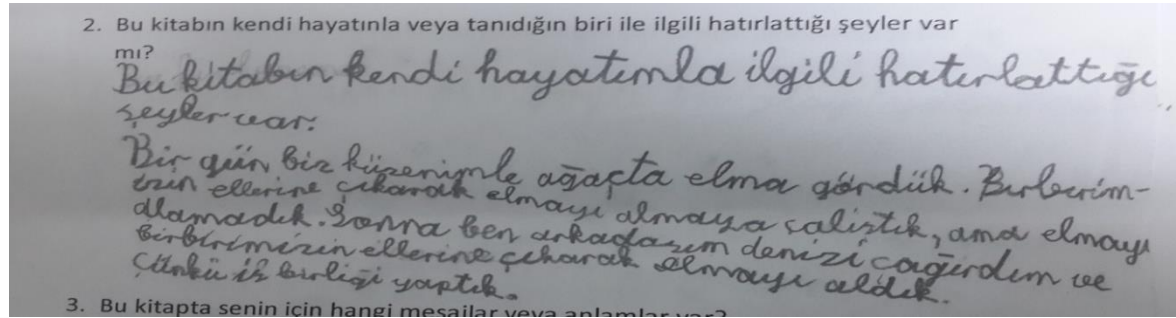 2. Bu kitabın kendi hayatınla veya tanıdığın biri ile ilgili hatırlattığı şeyler var
mı?
Bu kitabın kendi hayatımla ilgili hatırlattığı
şeyler var.
Bir gün biz küzenimle ağaçta elma gördük. Birbirim-
izin ellerine çıkarak elmayı almaya çalıştık, ama elmayı
alamadık. Sonra ben arkadaşım denizi cağırdım ve
birbirimizin ellerine çıkarak elmayı aldık.
Çünkü iş birliği yaptık.
3. Bu kitapta senin için hangi mesajlar veya anlamlar var?